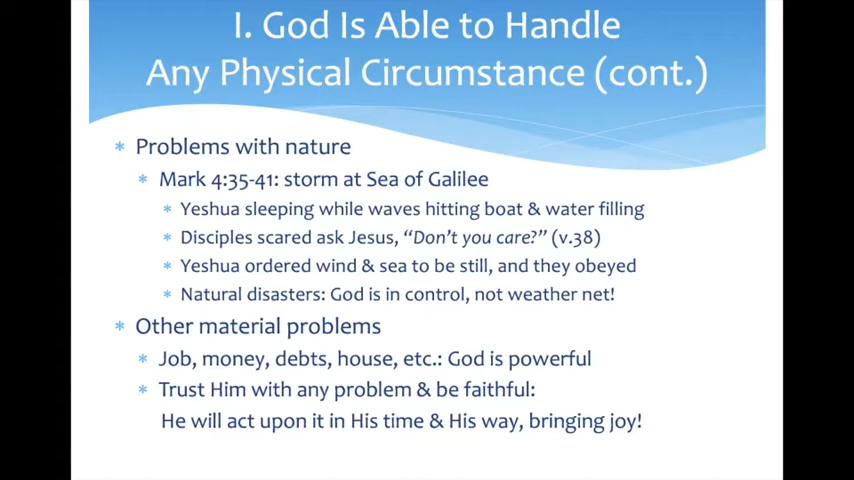 I. God Is Able to Handle
Any Physical Circumstance (cont.)
* Problems with nature
* Mark 4:35-41: storm at Sea of Galilee
* Yeshua sleeping while waves hitting boat & water filling
* Disciples scared ask Jesus, “Don’t you care?” (v.38)
* Yeshua ordered wind & sea to be still, and they obeyed
* Natural disasters: God is in control, not weather net!
* Other material problems
* Job, money, debts, house, etc.: God is powerful
* Trust Him with any problem & be faithful:
He will act upon it in His time & His way, bringing joy!